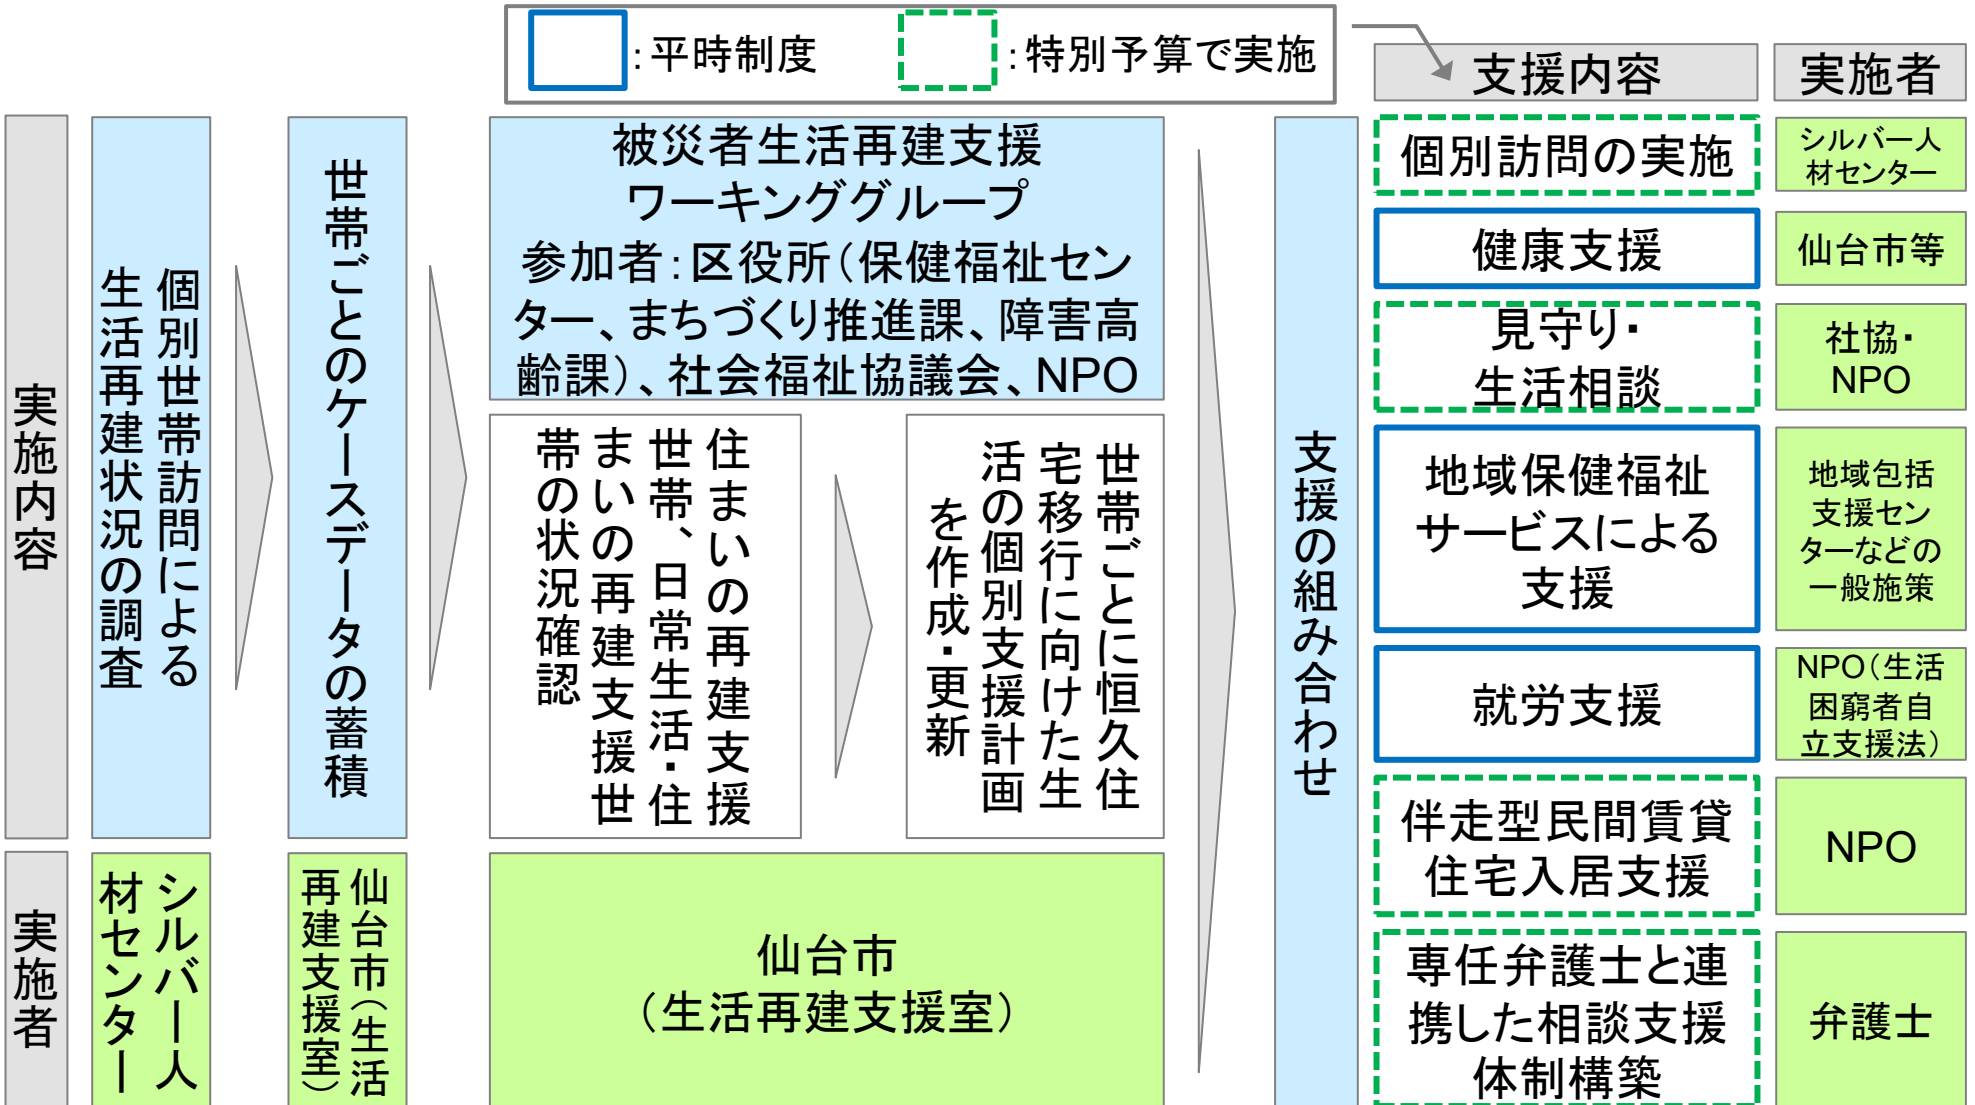 ：平時制度
：特別予算で実施
支援内容
実施者
実施内容
個別世帯訪問による
生活再建状況の調査
世帯ごとのケースデータの蓄積
被災者生活再建支援
ワーキンググループ
参加者：区役所（保健福祉セン
ター、まちづくり推進課、障害高
齢課）、社会福祉協議会、NPO
住まいの再建支援
世帯、日常生活・住
まいの再建支援世
帯の状況確認
世帯ごとに恒久住
宅移行に向けた生
活の個別支援計画
を作成・更新
支援の組み合わせ
個別訪問の実施
シルバー人
材センター
健康支援
仙台市等
見守り・
生活相談
社協・
NPO
地域保健福祉
サービスによる
支援
地域包括
支援セン
ターなどの
一般施策
就労支援
NPO（生活
困窮者自
立支援法）
伴走型民間賃貸
住宅入居支援
NPO
専任弁護士と連
携した相談支援
体制構築
弁護士
実施者
シルバー人
材センター
仙台市（生活
再建支援室）
仙台市
（生活再建支援室）